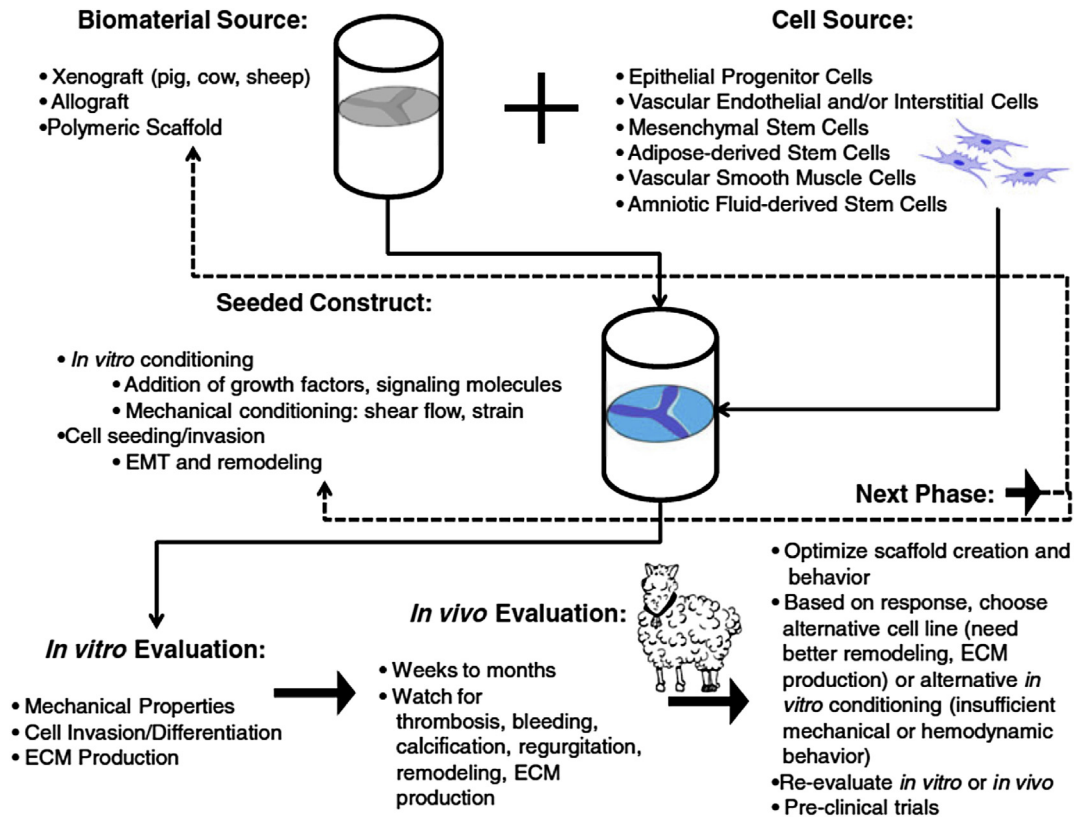 Biomaterial Source:
• Xenograft (pig, cow, sheep)
• Allograft
•Polymeric Scaffold
Cell Source:
• Epithelial Progenitor Cells
• Vascular Endothelial and/or Interstitial Cells
• Mesenchymal Stem Cells
• Adipose-derived Stem Cells
• Vascular Smooth Muscle Cells
• Amniotic Fluid-derived Stem Cells
Seeded Construct:
• In vitro conditioning
• Addition of growth factors, signaling molecules
• Mechanical conditioning: shear flow, strain
•Cell seeding/invasion
• EMT and remodeling
In vitro Evaluation:
• Mechanical Properties
• Cell Invasion/Differentiation
• ECM Production
In vivo Evaluation:
• Weeks to months
• Watch for
thrombosis, bleeding,
calcification, regurgitation,
remodeling, ECM
production
Next Phase:
• Optimize scaffold creation and
behavior
• Based on response, choose
alternative cell line (need
better remodeling, ECM
production) or alternative in
vitro conditioning (insufficient
mechanical or hemodynamic
behavior)
•Re-evaluate in vitro or in vivo
• Pre-clinical trials